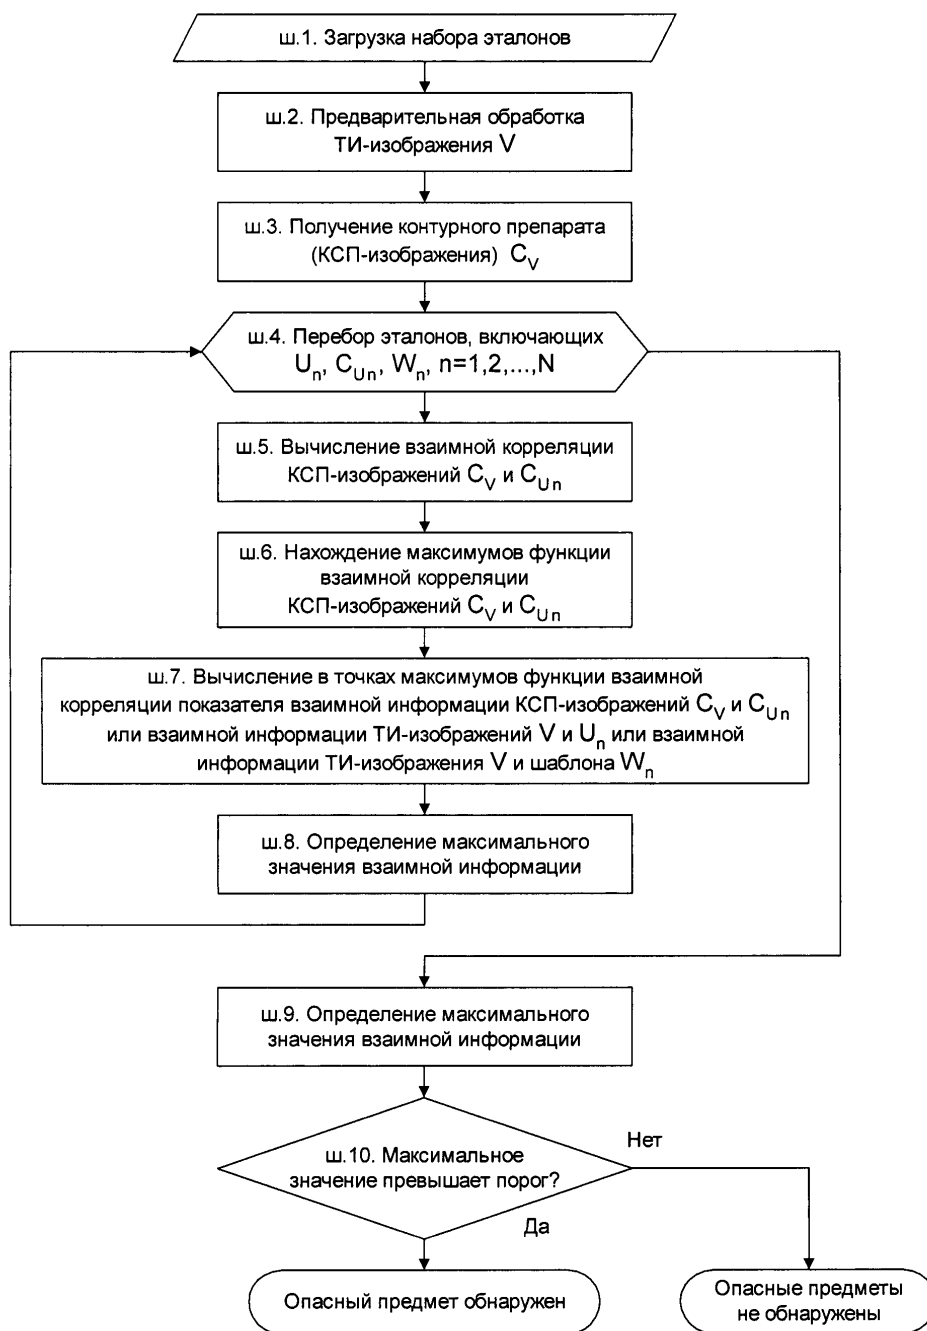 ш.1. Загрузка набора эталонов
ш.2. Предварительная обработка
ТИ-изображения V
ш.3. Получение контурного препарата
(КСП-изображения) C_V
ш.4. Перебор эталонов, включающих
U_n, C_Un, W_n, n=1,2,...,N
ш.5. Вычисление взаимной корреляции
КСП-изображений C_V и C_Un
ш.6. Нахождение максимумов функции
взаимной корреляции
КСП-изображений C_V и C_Un
ш.7. Вычисление в точках максимумов функции взаимной
корреляции показателя взаимной информации КСП-изображений C_V и C_Un
или взаимной информации ТИ-изображений V и U_n или взаимной
информации ТИ-изображения V и шаблона W_n
ш.8. Определение максимального
значения взаимной информации
ш.9. Определение максимального
значения взаимной информации
ш.10. Максимальное
значение превышает порог?
Нет
Да
Опасный предмет обнаружен
Опасные предметы
не обнаружены